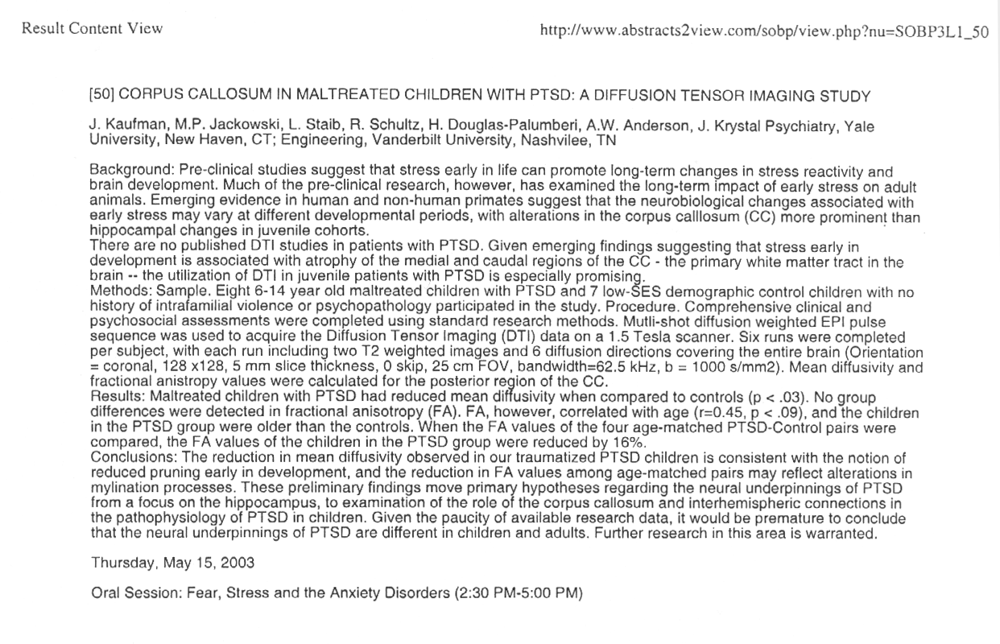 Result Content View
http://www.abstracts2view.com/sobp/view.php?nu=SOBP3L1_50
[50] CORPUS CALLOSUM IN MALTREATED CHILDREN WITH PTSD: A DIFFUSION TENSOR IMAGING STUDY
J. Kaufman, M.P. Jackowski, L. Staib, R. Schultz, H. Douglas-Palumberi, A.W. Anderson, J. Krystal Psychiatry, Yale
University, New Haven, CT; Engineering, Vanderbilt University, Nashvilee, TN
Background: Pre-clinical studies suggest that stress early in life can promote long-term changes in stress reactivity and
brain development. Much of the pre-clinical research, however, has examined the long-term impact of early stress on adult
animals. Emerging evidence in human and non-human primates suggest that the neurobiological changes associated with
early stress may vary at different developmental periods, with alterations in the corpus calllosum (CC) more prominent than
hippocampal changes in juvenile cohorts.
There are no published DTI studies in patients with PTSD. Given emerging findings suggesting that stress early in
development is associated with atrophy of the medial and caudal regions of the CC - the primary white matter tract in the
brain -- the utilization of DTI in juvenile patients with PTSD is especially promising.
Methods: Sample. Eight 6-14 year old maltreated children with PTSD and 7 low-SES demographic control children with no
history of intrafamilial violence or psychopathology participated in the study. Procedure. Comprehensive clinical and
psychosocial assessments were completed using standard research methods. Mutli-shot diffusion weighted EPI pulse
sequence was used to acquire the Diffusion Tensor Imaging (DTI) data on a 1.5 Tesla scanner. Six runs were completed
per subject, with each run including two T2 weighted images and 6 diffusion directions covering the entire brain (Orientation
= coronal, 128 x128, 5 mm slice thickness, 0 skip, 25 cm FOV, bandwidth=62.5 kHz, b = 1000 s/mm2). Mean diffusivity and
fractional anistropy values were calculated for the posterior region of the CC.
Results: Maltreated children with PTSD had reduced mean diffusivity when compared to controls (p < .03). No group
differences were detected in fractional anisotropy (FA). FA, however, correlated with age (r=0.45, p < .09), and the children
in the PTSD group were older than the controls. When the FA values of the four age-matched PTSD-Control pairs were
compared, the FA values of the children in the PTSD group were reduced by 16%.
Conclusions: The reduction in mean diffusivity observed in our traumatized PTSD children is consistent with the notion of
reduced pruning early in development, and the reduction in FA values among age-matched pairs may reflect alterations in
mylination processes. These preliminary findings move primary hypotheses regarding the neural underpinnings of PTSD
from a focus on the hippocampus, to examination of the role of the corpus callosum and interhemispheric connections in
the pathophysiology of PTSD in children. Given the paucity of available research data, it would be premature to conclude
that the neural underpinnings of PTSD are different in children and adults. Further research in this area is warranted.
Thursday, May 15, 2003
Oral Session: Fear, Stress and the Anxiety Disorders (2:30 PM-5:00 PM)